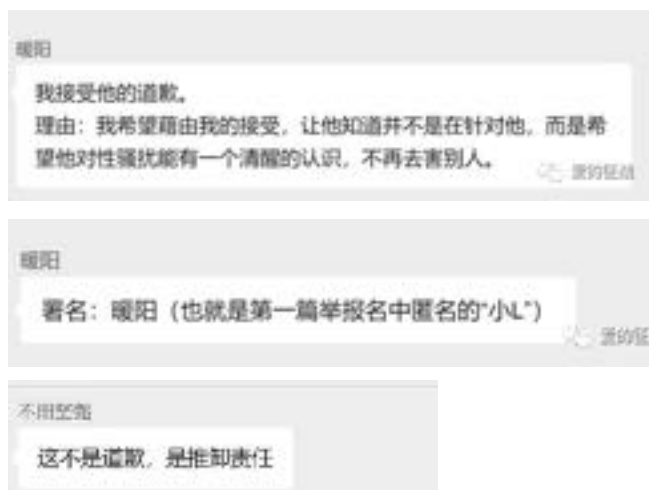 暖阳
我接受他的道歉。
理由：我希望藉由我的接受，让他知道并不是在针对他，而是希
望他对性骚扰能有一个清醒的认识，不再去害别人。
暖阳
署名：暖阳（也就是第一篇举报名中匿名的“小L”）
这不是道歉，是推卸责任